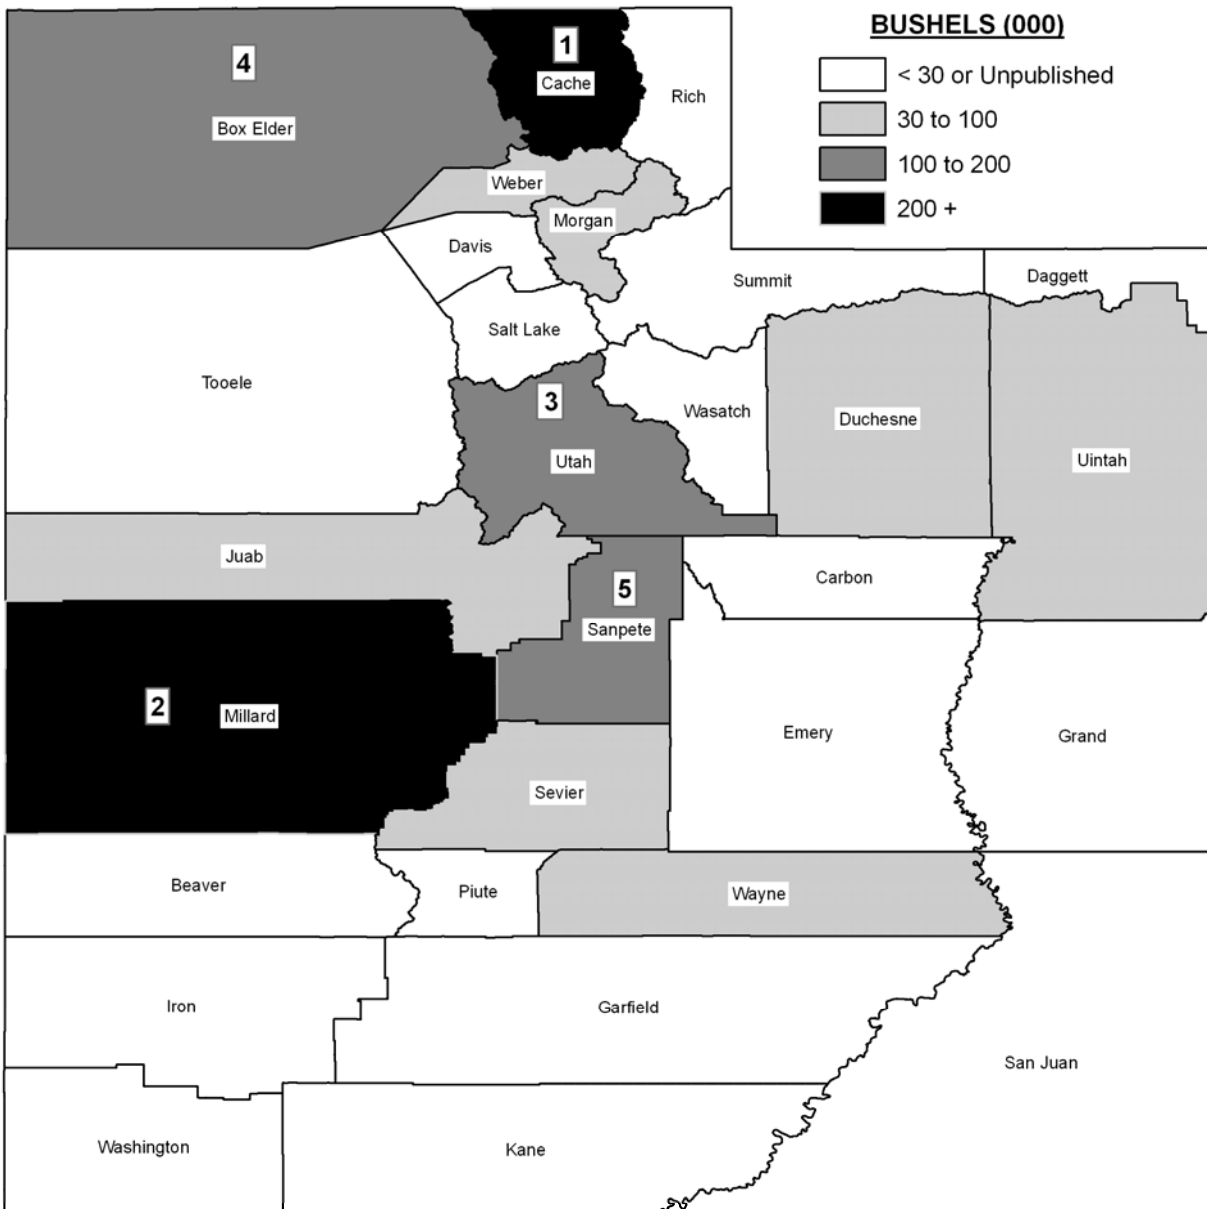 BUSHELS (000)
< 30 or Unpublished
30 to 100
100 to 200
200 +
4
Box Elder
1
Cache
Rich
Weber
Morgan
Davis
Summit
Daggett
Salt Lake
Tooele
3
Utah
Wasatch
Duchesne
Uintah
Juab
5
Sanpete
Carbon
2
Millard
Emery
Grand
Sevier
Beaver
Piute
Wayne
Iron
Garfield
San Juan
Washington
Kane